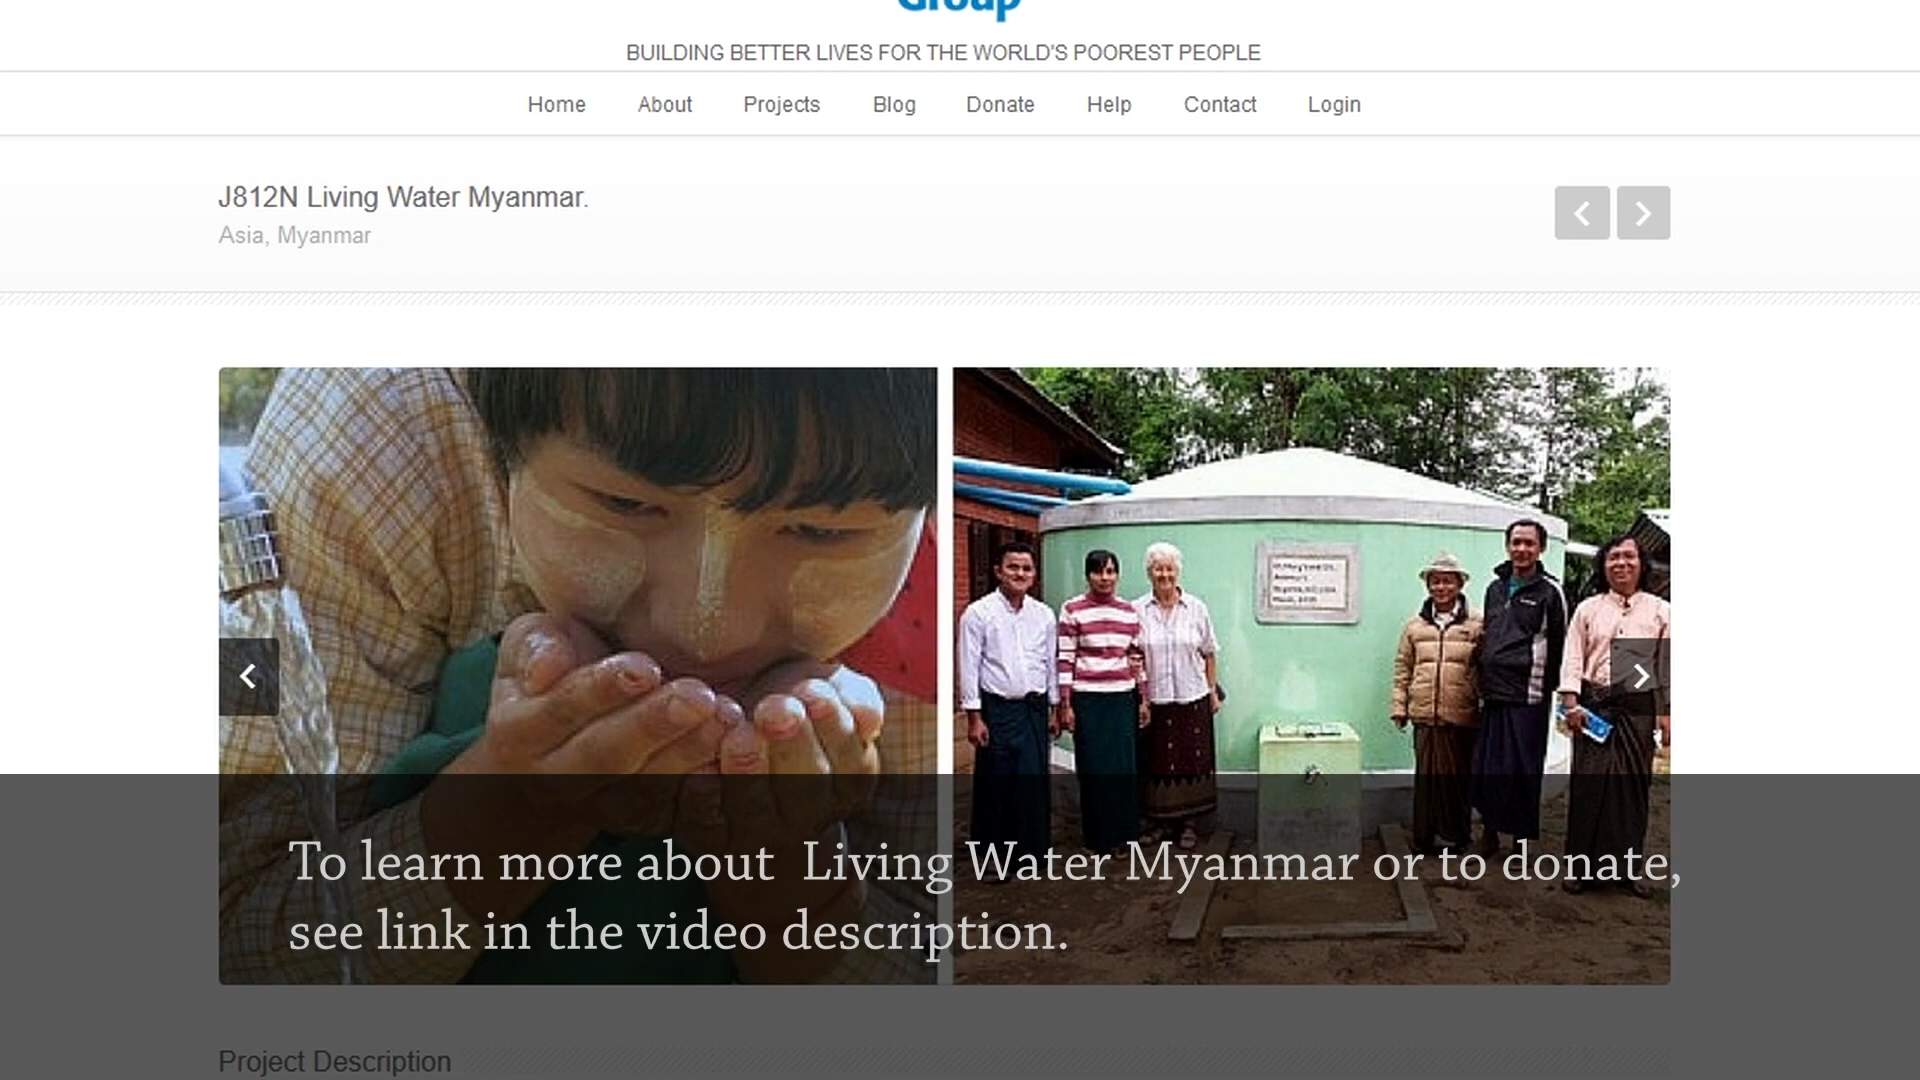 Group
BUILDING BETTER LIVES FOR THE WORLD'S POOREST PEOPLE
Home About Projects Blog Donate Help Contact Login
J812N Living Water Myanmar.
Asia, Myanmar
To learn more about  Living Water Myanmar or to donate,
see link in the video description.
Project Description